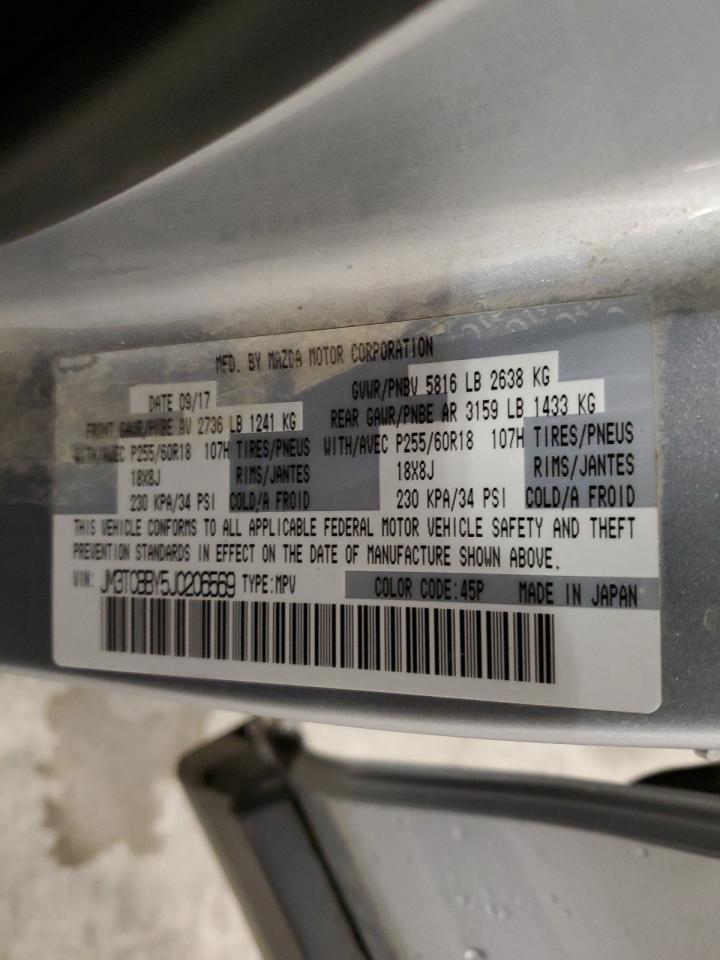 MFD. BY MAZDA MOTOR CORPORATION
DATE 09/17 GVWR/PNBV 5816 LB 2638 KG
FRONT GAWR/PNBE AV 2736 LB 1241 KG REAR GAWR/PNBE AR 3159 LB 1433 KG
WITH/AVEC P255/60R18 107H TIRES/PNEUS WITH/AVEC P255/60R18 107H TIRES/PNEUS
18X8J RIMS/JANTES 18X8J RIMS/JANTES
230 KPA/34 PSI COLD/A FROID 230 KPA/34 PSI COLD/A FROID
THIS VEHICLE CONFORMS TO ALL APPLICABLE FEDERAL MOTOR VEHICLE SAFETY AND THEFT
PREVENTION STANDARDS IN EFFECT ON THE DATE OF MANUFACTURE SHOWN ABOVE.
VIN: JM3TCBBY5J0206569 TYPE:MPV COLOR CODE:45P MADE IN JAPAN